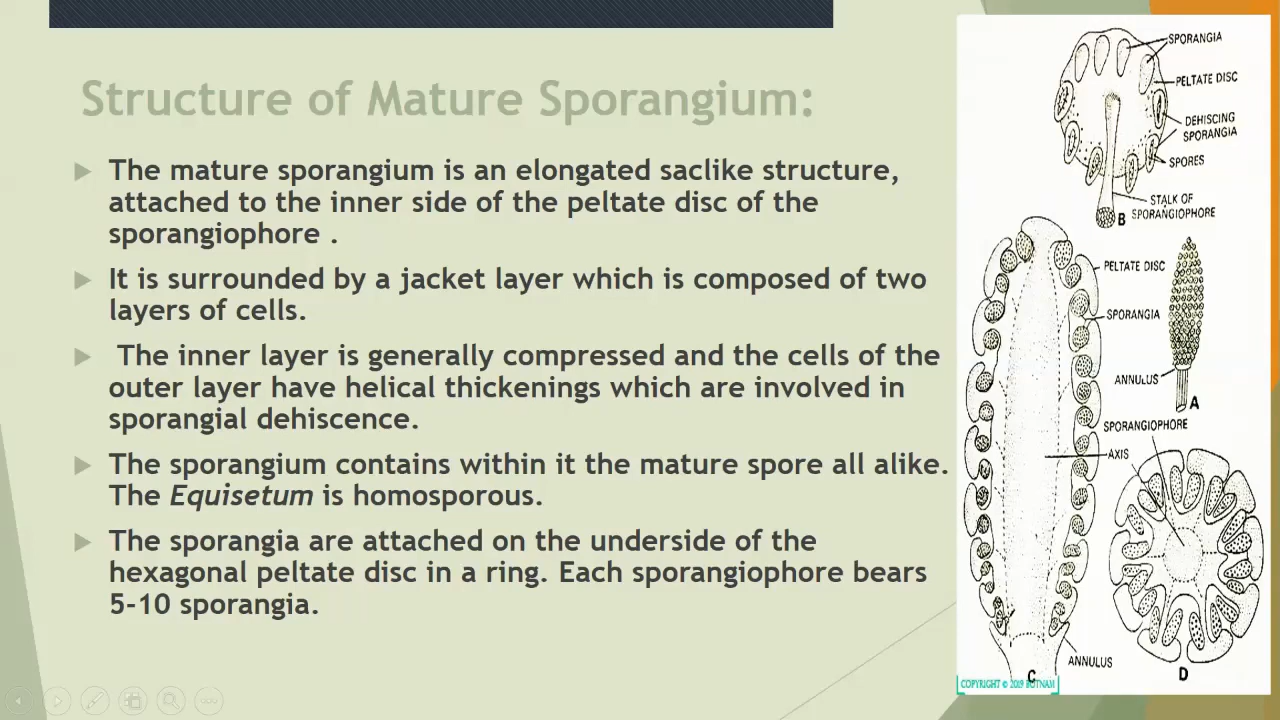 Structure of Mature Sporangium:
The mature sporangium is an elongated saclike structure,
attached to the inner side of the peltate disc of the
sporangiophore .
It is surrounded by a jacket layer which is composed of two
layers of cells.
The inner layer is generally compressed and the cells of the
outer layer have helical thickenings which are involved in
sporangial dehiscence.
The sporangium contains within it the mature spore all alike.
The Equisetum is homosporous.
The sporangia are attached on the underside of the
hexagonal peltate disc in a ring. Each sporangiophore bears
5-10 sporangia.
SPORANGIA
PELTATE DISC
DEHISCING
SPORANGIA
SPORES
STALK OF
SPORANGIOPHORE
B
PELTATE DISC
SPORANGIA
ANNULUS
A
SPORANGIOPHORE
AXIS
ANNULUS
C
D
COPYRIGHT © 2019 BOTNAM